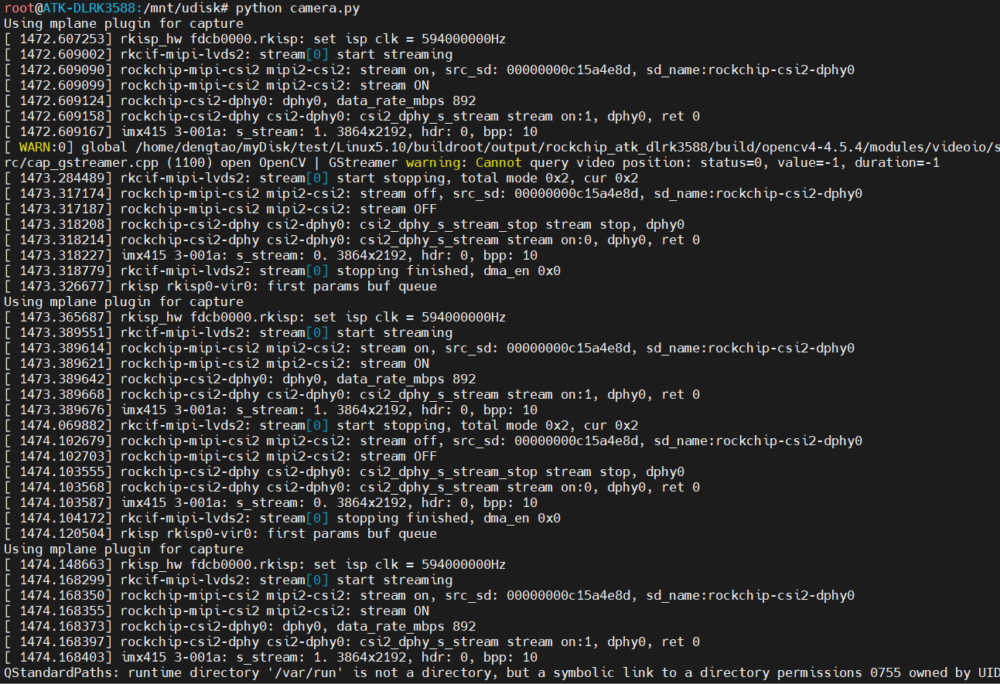 root@ATK-DLRK3588:/mnt/udisk# python camera.py
Using mplane plugin for capture
[ 1472.607253] rkisp_hw fdcb0000.rkisp: set isp clk = 594000000Hz
[ 1472.609002] rkcif-mipi-lvds2: stream[0] start streaming
[ 1472.609090] rockchip-mipi-csi2 mipi2-csi2: stream on, src_sd: 00000000c15a4e8d, sd_name:rockchip-csi2-dphy0
[ 1472.609099] rockchip-mipi-csi2 mipi2-csi2: stream ON
[ 1472.609124] rockchip-csi2-dphy0: dphy0, data_rate_mbps 892
[ 1472.609158] rockchip-csi2-dphy csi2-dphy0: csi2_dphy_s_stream stream on:1, dphy0, ret 0
[ 1472.609167] imx415 3-001a: s_stream: 1. 3864x2192, hdr: 0, bpp: 10
[ WARN:0] global /home/dengtao/myDisk/test/Linux5.10/buildroot/output/rockchip_atk_dlrk3588/build/opencv4-4.5.4/modules/videoio/s
rc/cap_gstreamer.cpp (1100) open OpenCV | GStreamer warning: Cannot query video position: status=0, value=-1, duration=-1
[ 1473.284489] rkcif-mipi-lvds2: stream[0] start stopping, total mode 0x2, cur 0x2
[ 1473.317174] rockchip-mipi-csi2 mipi2-csi2: stream off, src_sd: 00000000c15a4e8d, sd_name:rockchip-csi2-dphy0
[ 1473.317187] rockchip-mipi-csi2 mipi2-csi2: stream OFF
[ 1473.318208] rockchip-csi2-dphy csi2-dphy0: csi2_dphy_s_stream_stop stream stop, dphy0
[ 1473.318214] rockchip-csi2-dphy csi2-dphy0: csi2_dphy_s_stream stream on:0, dphy0, ret 0
[ 1473.318227] imx415 3-001a: s_stream: 0. 3864x2192, hdr: 0, bpp: 10
[ 1473.318779] rkcif-mipi-lvds2: stream[0] stopping finished, dma_en 0x0
[ 1473.326677] rkisp rkisp0-vir0: first params buf queue
Using mplane plugin for capture
[ 1473.365687] rkisp_hw fdcb0000.rkisp: set isp clk = 594000000Hz
[ 1473.389551] rkcif-mipi-lvds2: stream[0] start streaming
[ 1473.389614] rockchip-mipi-csi2 mipi2-csi2: stream on, src_sd: 00000000c15a4e8d, sd_name:rockchip-csi2-dphy0
[ 1473.389621] rockchip-mipi-csi2 mipi2-csi2: stream ON
[ 1473.389642] rockchip-csi2-dphy0: dphy0, data_rate_mbps 892
[ 1473.389668] rockchip-csi2-dphy csi2-dphy0: csi2_dphy_s_stream stream on:1, dphy0, ret 0
[ 1473.389676] imx415 3-001a: s_stream: 1. 3864x2192, hdr: 0, bpp: 10
[ 1474.069882] rkcif-mipi-lvds2: stream[0] start stopping, total mode 0x2, cur 0x2
[ 1474.102679] rockchip-mipi-csi2 mipi2-csi2: stream off, src_sd: 00000000c15a4e8d, sd_name:rockchip-csi2-dphy0
[ 1474.102703] rockchip-mipi-csi2 mipi2-csi2: stream OFF
[ 1474.103555] rockchip-csi2-dphy csi2-dphy0: csi2_dphy_s_stream_stop stream stop, dphy0
[ 1474.103568] rockchip-csi2-dphy csi2-dphy0: csi2_dphy_s_stream stream on:0, dphy0, ret 0
[ 1474.103587] imx415 3-001a: s_stream: 0. 3864x2192, hdr: 0, bpp: 10
[ 1474.104172] rkcif-mipi-lvds2: stream[0] stopping finished, dma_en 0x0
[ 1474.120504] rkisp rkisp0-vir0: first params buf queue
Using mplane plugin for capture
[ 1474.148663] rkisp_hw fdcb0000.rkisp: set isp clk = 594000000Hz
[ 1474.168299] rkcif-mipi-lvds2: stream[0] start streaming
[ 1474.168350] rockchip-mipi-csi2 mipi2-csi2: stream on, src_sd: 00000000c15a4e8d, sd_name:rockchip-csi2-dphy0
[ 1474.168355] rockchip-mipi-csi2 mipi2-csi2: stream ON
[ 1474.168373] rockchip-csi2-dphy0: dphy0, data_rate_mbps 892
[ 1474.168397] rockchip-csi2-dphy csi2-dphy0: csi2_dphy_s_stream stream on:1, dphy0, ret 0
[ 1474.168403] imx415 3-001a: s_stream: 1. 3864x2192, hdr: 0, bpp: 10
QStandardPaths: runtime directory '/var/run' is not a directory, but a symbolic link to a directory permissions 0755 owned by UID